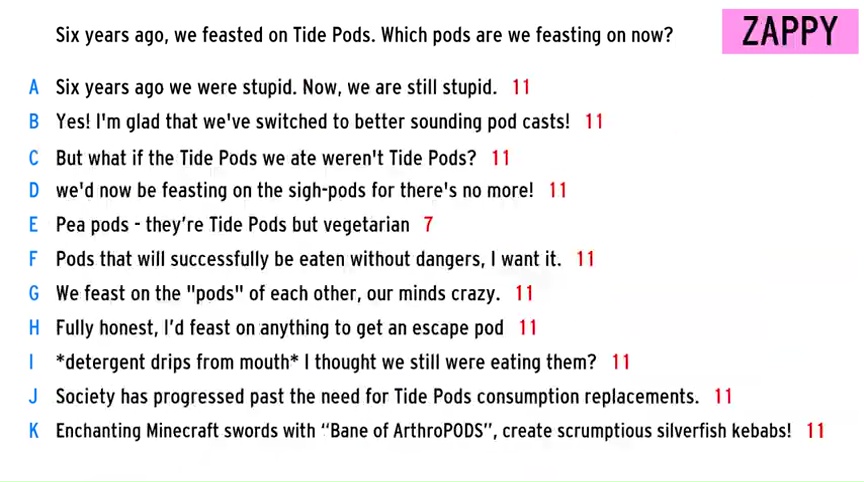 Six years ago, we feasted on Tide Pods. Which pods are we feasting on now?
ZAPPY
A Six years ago we were stupid. Now, we are still stupid. 11
B Yes! I'm glad that we've switched to better sounding pod casts! 11
C But what if the Tide Pods we ate weren't Tide Pods? 11
D we'd now be feasting on the sigh-pods for there's no more! 11
E Pea pods - they’re Tide Pods but vegetarian 7
F Pods that will successfully be eaten without dangers, I want it. 11
G We feast on the "pods" of each other, our minds crazy. 11
H Fully honest, I’d feast on anything to get an escape pod 11
I *detergent drips from mouth* I thought we still were eating them? 11
J Society has progressed past the need for Tide Pods consumption replacements. 11
K Enchanting Minecraft swords with “Bane of ArthroPODS”, create scrumptious silverfish kebabs! 11